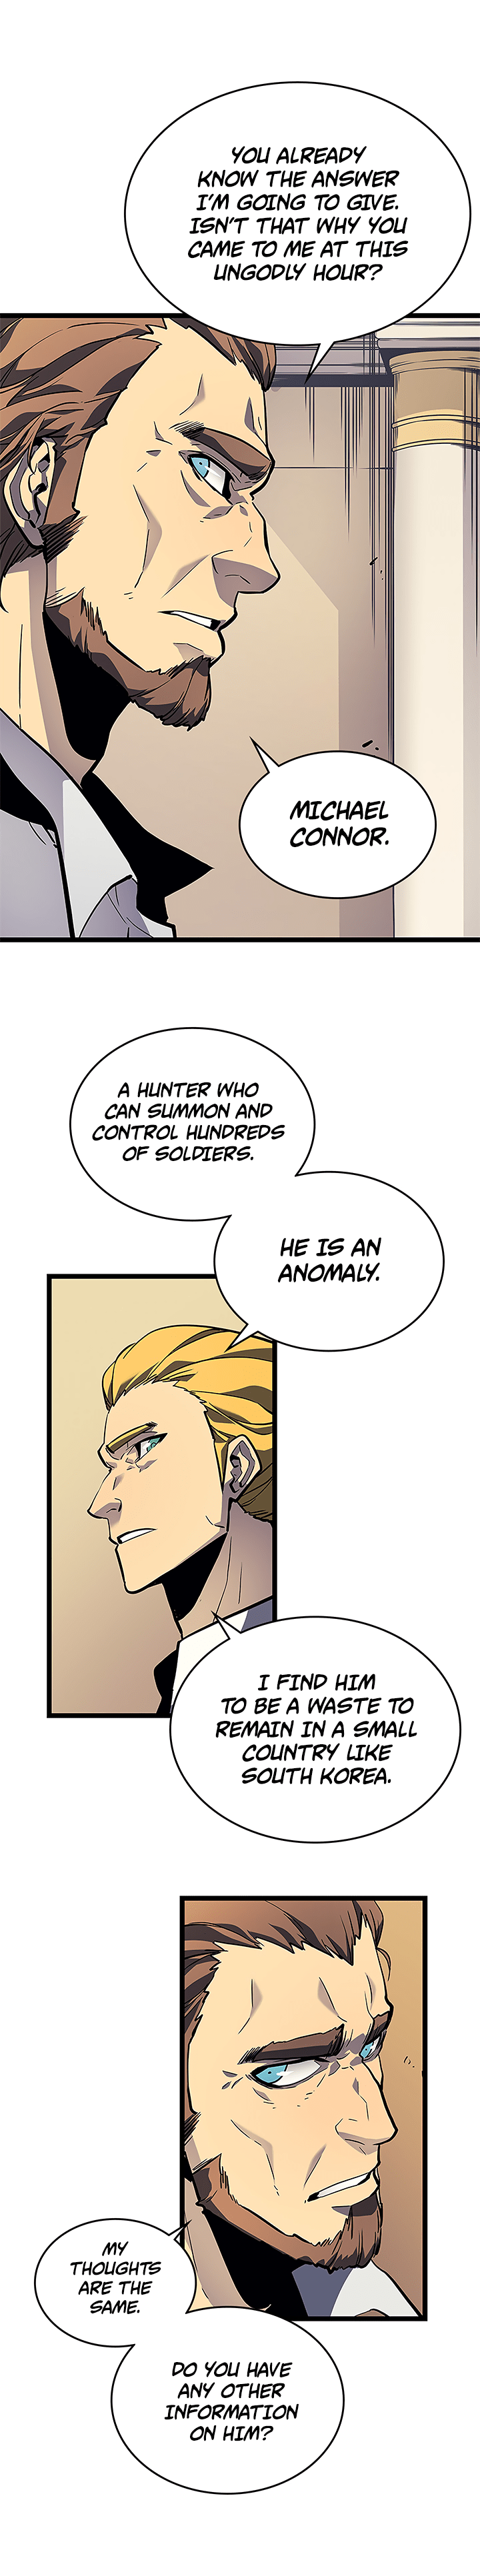 YOU ALREADY
KNOW THE ANSWER
I'M GOING TO GIVE.
ISN'T THAT WHY YOU
CAME TO ME AT THIS
UNGODLY HOUR?
MICHAEL
CONNOR.
A HUNTER WHO
CAN SUMMON AND
CONTROL HUNDREDS
OF SOLDIERS.
HE IS AN
ANOMALY.
I FIND HIM
TO BE A WASTE TO
REMAIN IN A SMALL
COUNTRY LIKE
SOUTH KOREA.
MY
THOUGHTS
ARE THE
SAME.
DO YOU HAVE
ANY OTHER
INFORMATION
ON HIM?